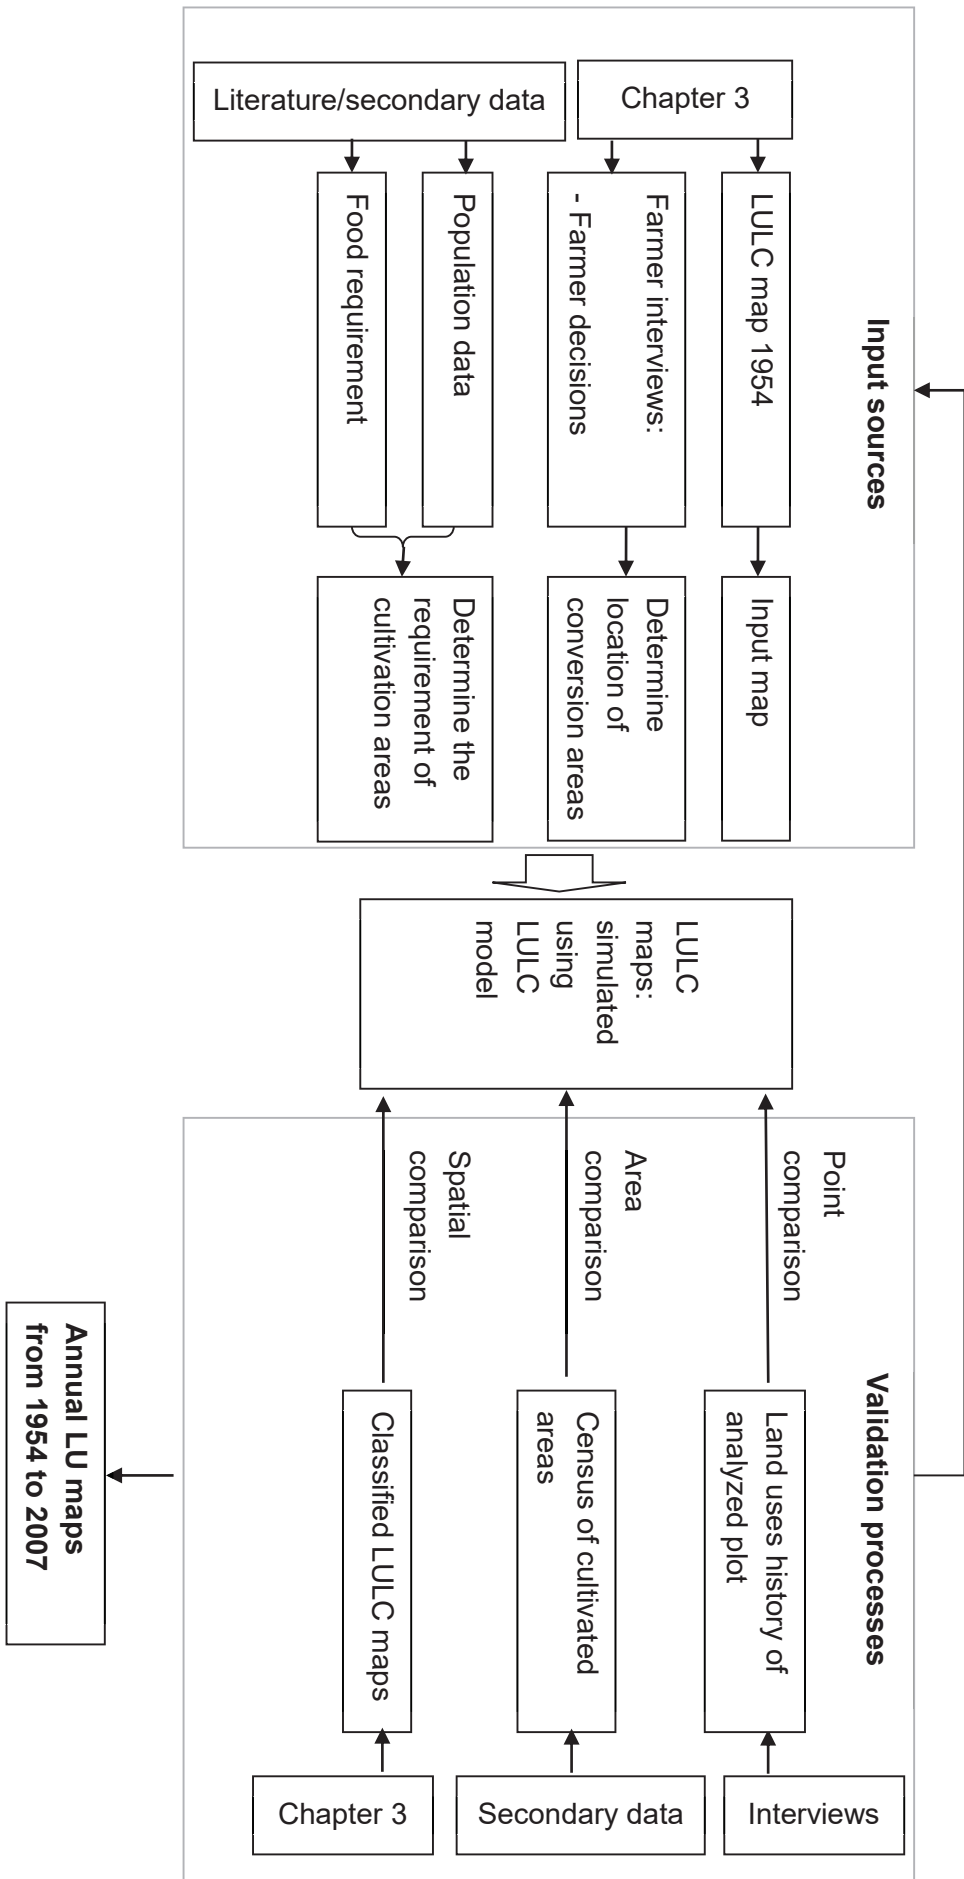 Input sources
Chapter 3
LULC map 1954
Input map
Farmer interviews:
- Farmer decisions
Determine
location of
conversion areas
Literature/secondary data
Population data
Food requirement
Determine the
requirement of
cultivation areas
LULC
maps:
simulated
using
LULC
model
Validation processes
Point
comparison
Land uses history of
analyzed plot
Interviews
Area
comparison
Census of cultivated
areas
Secondary data
Spatial
comparison
Classified LULC maps
Chapter 3
Annual LU maps
from 1954 to 2007